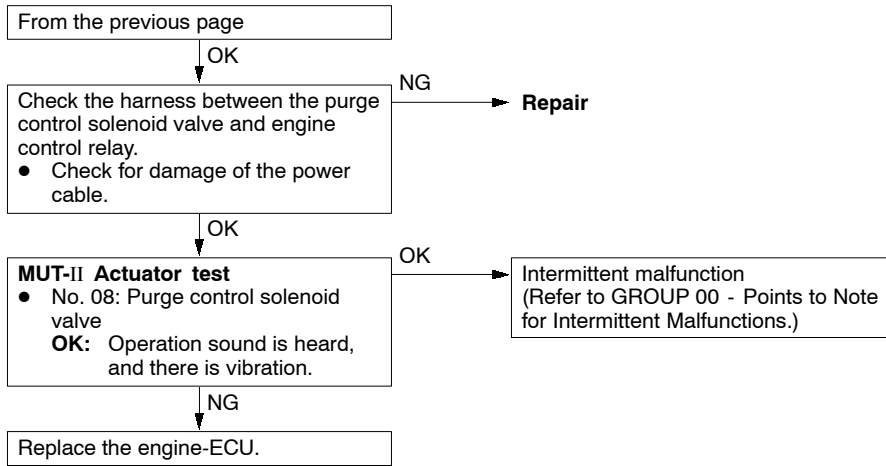 From the previous page
OK
NG
Check the harness between the purge
control solenoid valve and engine
control relay.
● Check for damage of the power
cable.
Repair
OK
MUT-II Actuator test
● No. 08: Purge control solenoid
valve
OK: Operation sound is heard,
and there is vibration.
OK
Intermittent malfunction
(Refer to GROUP 00 - Points to Note
for Intermittent Malfunctions.)
NG
Replace the engine-ECU.